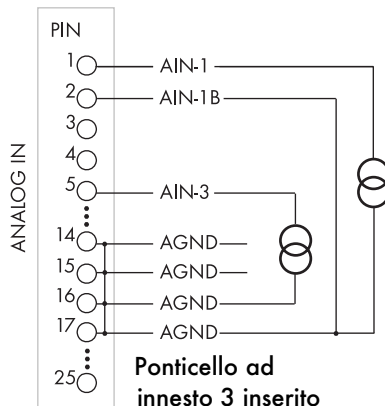 PIN
1 AIN-1
2 AIN-1B
3
4
5 AIN-3
14 AGND
15 AGND
16 AGND
17 AGND
25
ANALOG IN
Ponticello ad
innesto 3 inserito